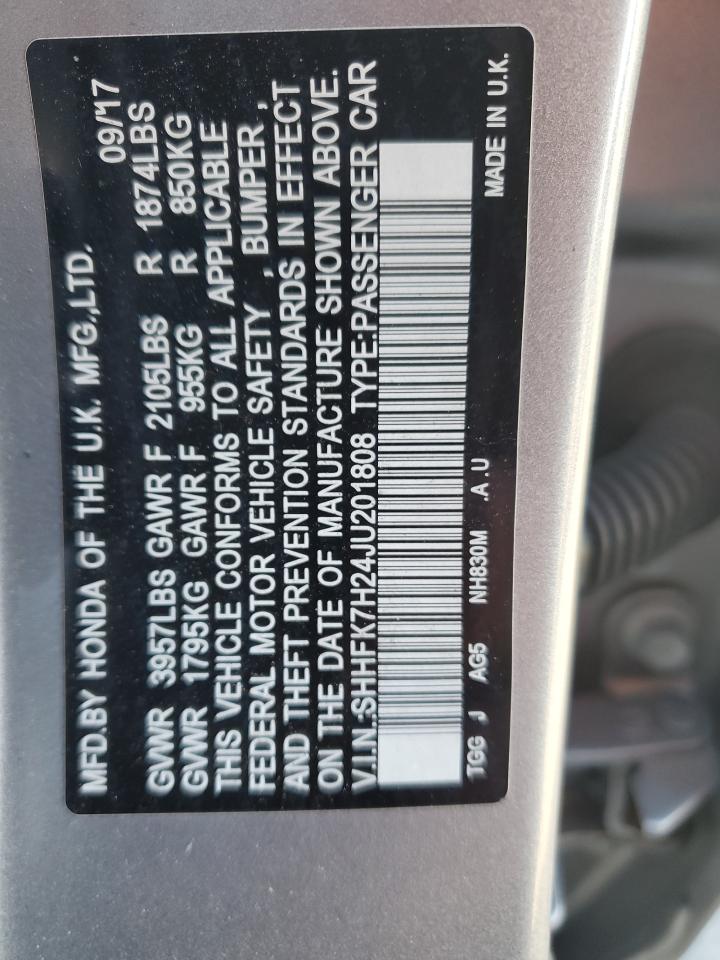 MFD.BY HONDA OF THE U.K. MFG.,LTD. 09/17
GVWR 3957LBS GAWR F 2105LBS R 1874LBS
GVWR 1795KG GAWR F 955KG R 850KG
THIS VEHICLE CONFORMS TO ALL APPLICABLE
FEDERAL MOTOR VEHICLE SAFETY , BUMPER ,
AND THEFT PREVENTION STANDARDS IN EFFECT
ON THE DATE OF MANUFACTURE SHOWN ABOVE.
V.I.N.:SHHFK7H24JU201808 TYPE:PASSENGER CAR
TGG J AG5 NH830M .A.U MADE IN U.K.